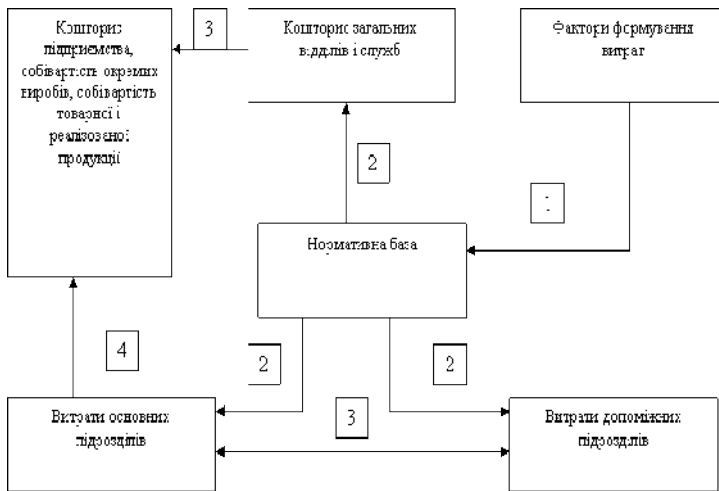 Кошторис
підприємства,
собівартість окремих
виробів, собівартість
товарної і
реалізованої
продукції
3
Кошторис загальних
відділів і служб
Фактори формування
витрат
2
Нормативна база
4
2
2
Витрати основних
підрозділів
3
Витрати допоміжних
підрозділів